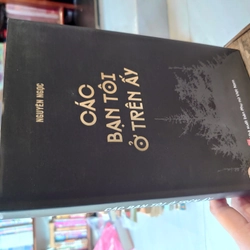 NGUYÊN NGỌC
CÁC
BẠN TÔI
Ở TRÊN ẤY